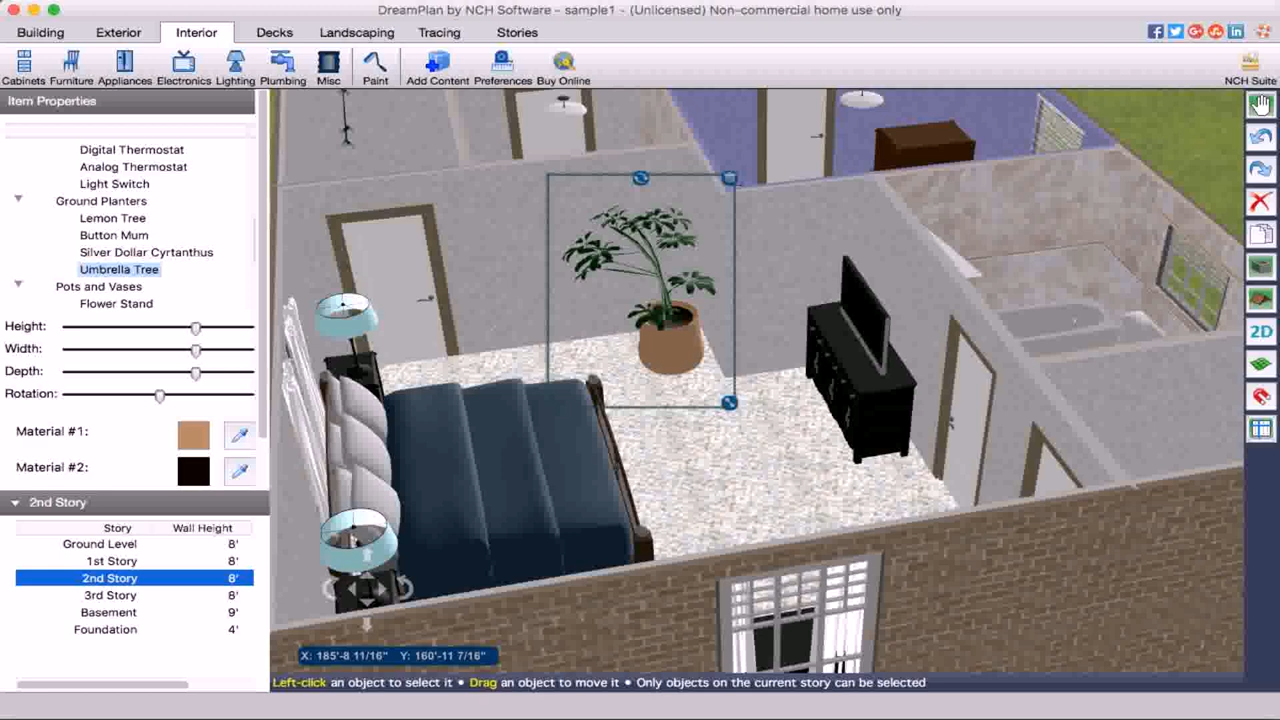 DreamPlan by NCH Software - sample1 - (Unlicensed) Non-commercial home use only
Building Exterior Interior Decks Landscaping Tracing Stories
Cabinets Furniture Appliances Electronics Lighting Plumbing Misc Paint Add Content Preferences Buy Online NCH Suite
Item Properties
Digital Thermostat
Analog Thermostat
Light Switch
Ground Planters
Lemon Tree
Button Mum
Silver Dollar Cyrtanthus
Umbrella Tree
Pots and Vases
Flower Stand
Height:
Width:
Depth:
Rotation:
Material #1:
Material #2:
2nd Story
Story Wall Height
Ground Level 8'
1st Story 8'
2nd Story 8'
3rd Story 8'
Basement 9'
Foundation 4'
2D
X: 185'-8 11/16" Y: 160'-11 7/16"
Left-click an object to select it • Drag an object to move it • Only objects on the current story can be selected